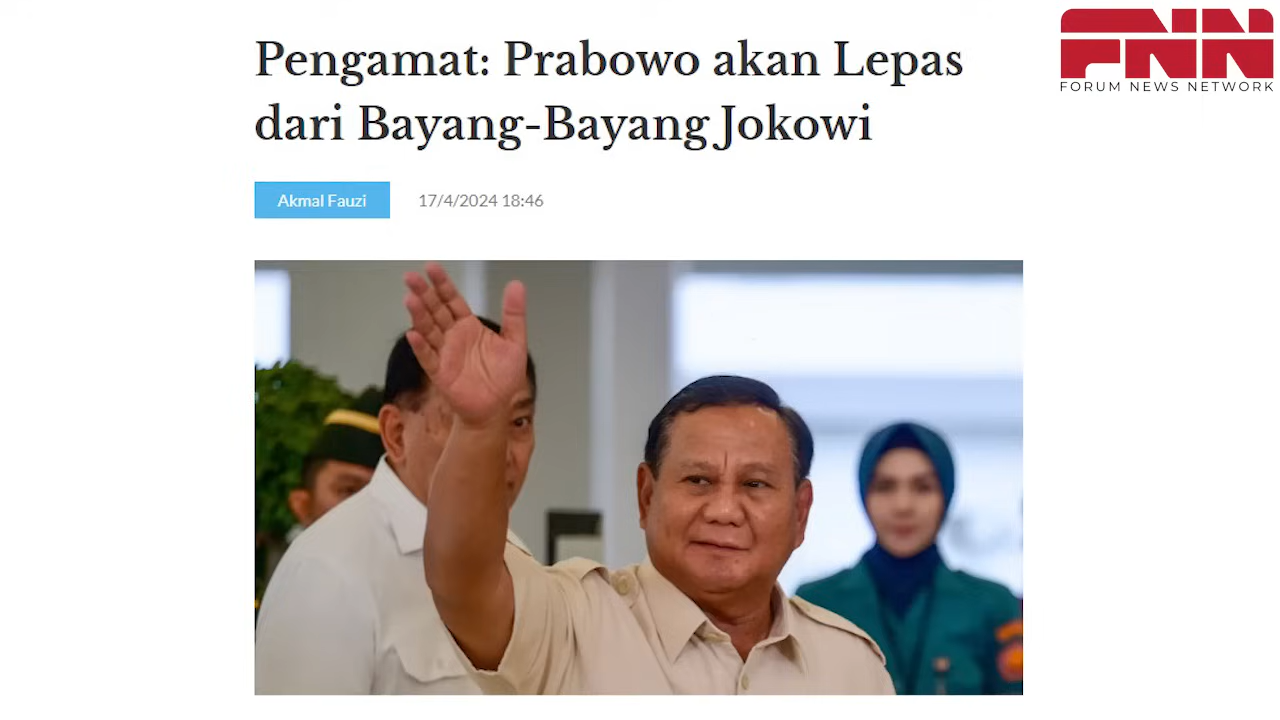 Pengamat: Prabowo akan Lepas
dari Bayang-Bayang Jokowi
Akmal Fauzi
17/4/2024 18:46
FNN
FORUM NEWS NETWORK